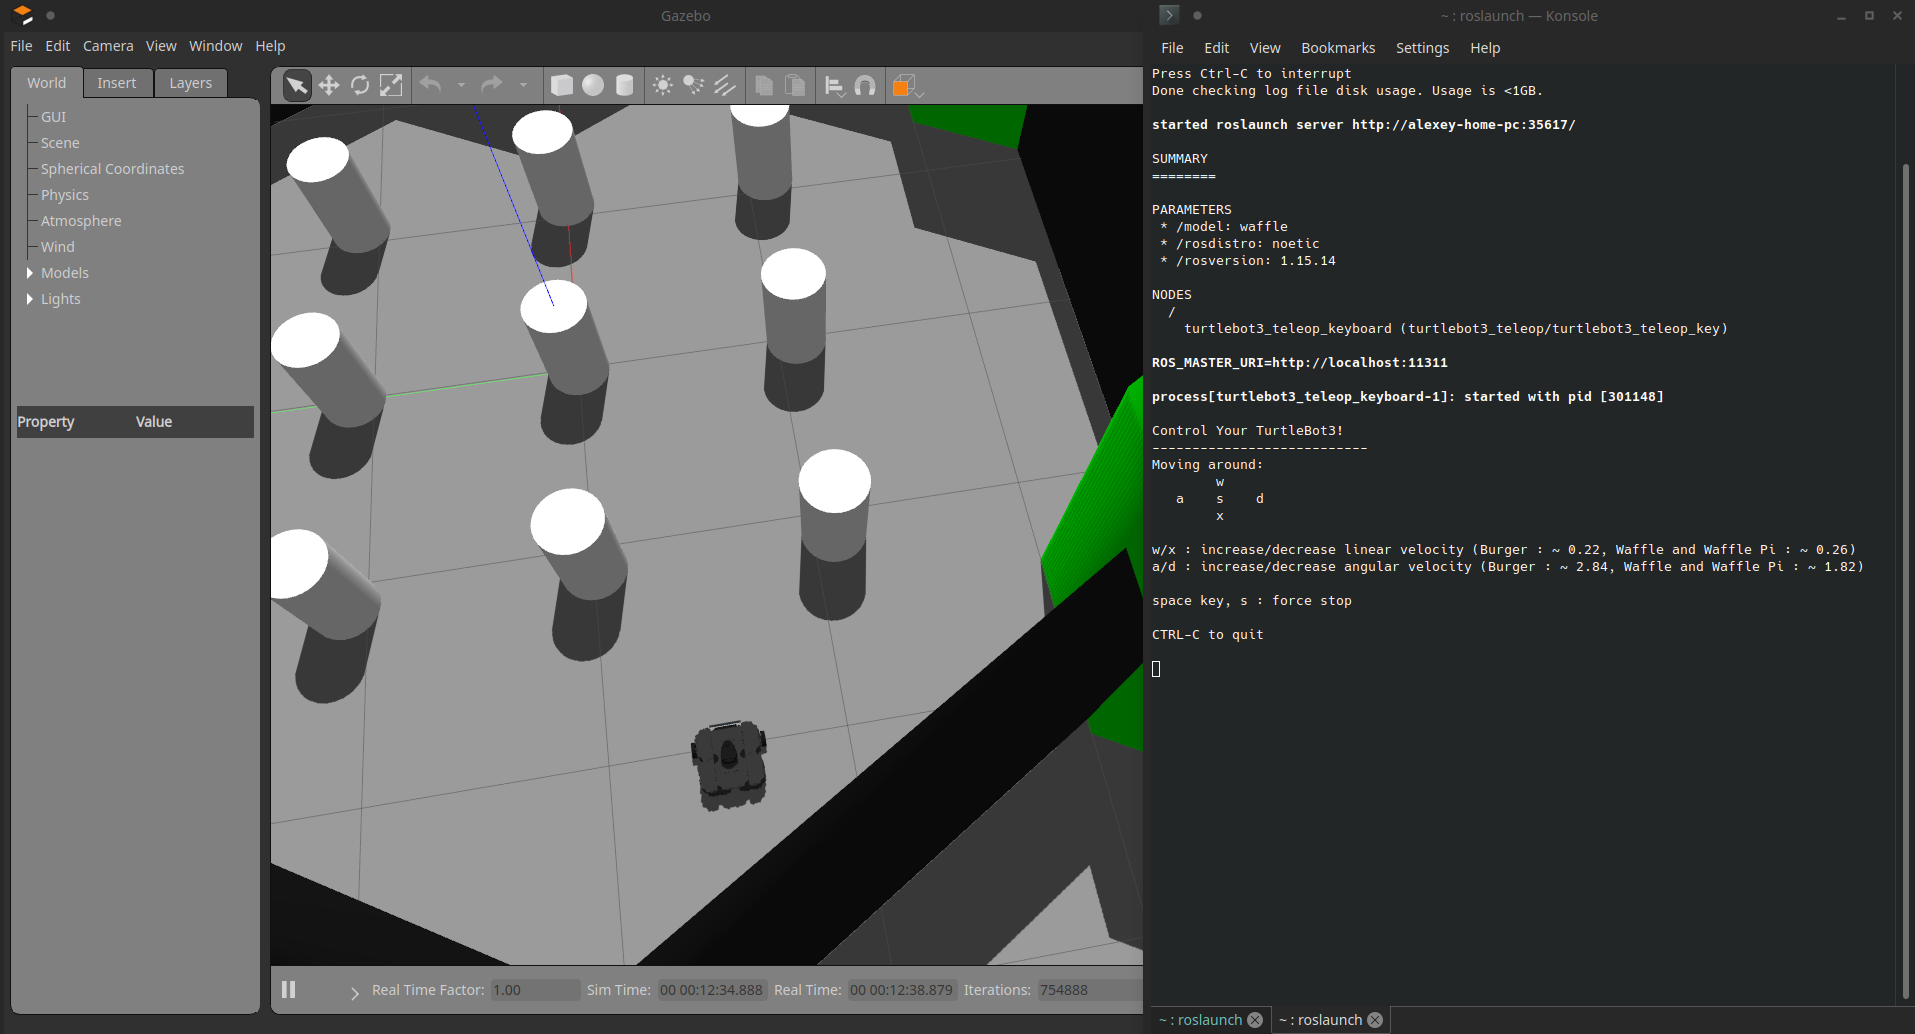 Gazebo
File Edit Camera View Window Help
World Insert Layers
GUI
Scene
Spherical Coordinates
Physics
Atmosphere
Wind
Models
Lights
Property Value
Real Time Factor: 1.00 Sim Time: 00 00:12:34.888 Real Time: 00 00:12:38.879 Iterations: 754888
~ : roslaunch — Konsole
File Edit View Bookmarks Settings Help
Press Ctrl-C to interrupt
Done checking log file disk usage. Usage is <1GB.
started roslaunch server http://alexey-home-pc:35617/
SUMMARY
========
PARAMETERS
* /model: waffle
* /rosdistro: noetic
* /rosversion: 1.15.14
NODES
/
turtlebot3_teleop_keyboard (turtlebot3_teleop/turtlebot3_teleop_key)
ROS_MASTER_URI=http://localhost:11311
process[turtlebot3_teleop_keyboard-1]: started with pid [301148]
Control Your TurtleBot3!
---------------------------
Moving around:
w
a s d
x
w/x : increase/decrease linear velocity (Burger : ~ 0.22, Waffle and Waffle Pi : ~ 0.26)
a/d : increase/decrease angular velocity (Burger : ~ 2.84, Waffle and Waffle Pi : ~ 1.82)
space key, s : force stop
CTRL-C to quit
~ : roslaunch ~ : roslaunch